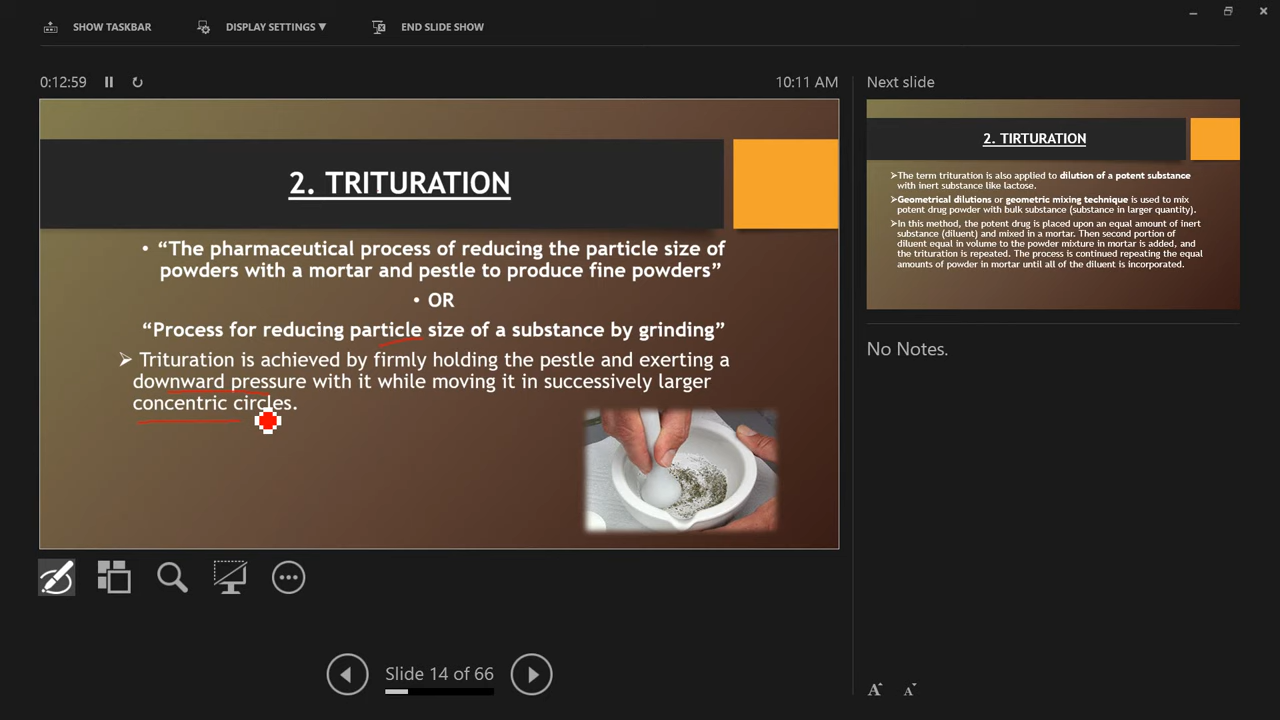 SHOW TASKBAR
DISPLAY SETTINGS ▼
END SLIDE SHOW
0:12:59
10:11 AM
2. TRITURATION
• “The pharmaceutical process of reducing the particle size of
powders with a mortar and pestle to produce fine powders”
• OR
“Process for reducing particle size of a substance by grinding”
➢ Trituration is achieved by firmly holding the pestle and exerting a
downward pressure with it while moving it in successively larger
concentric circles.
Slide 14 of 66
Next slide
2. TIRTURATION
➢The term trituration is also applied to dilution of a potent substance
with inert substance like lactose.
➢Geometrical dilutions or geometric mixing technique is used to mix
potent drug powder with bulk substance (substance in larger quantity).
➢In this method, the potent drug is placed upon an equal amount of inert
substance (diluent) and mixed in a mortar. Then second portion of
diluent equal in volume to the powder mixture in mortar is added, and
the trituration is repeated. The process is continued repeating the equal
amounts of powder in mortar until all of the diluent is incorporated.
No Notes.
A A